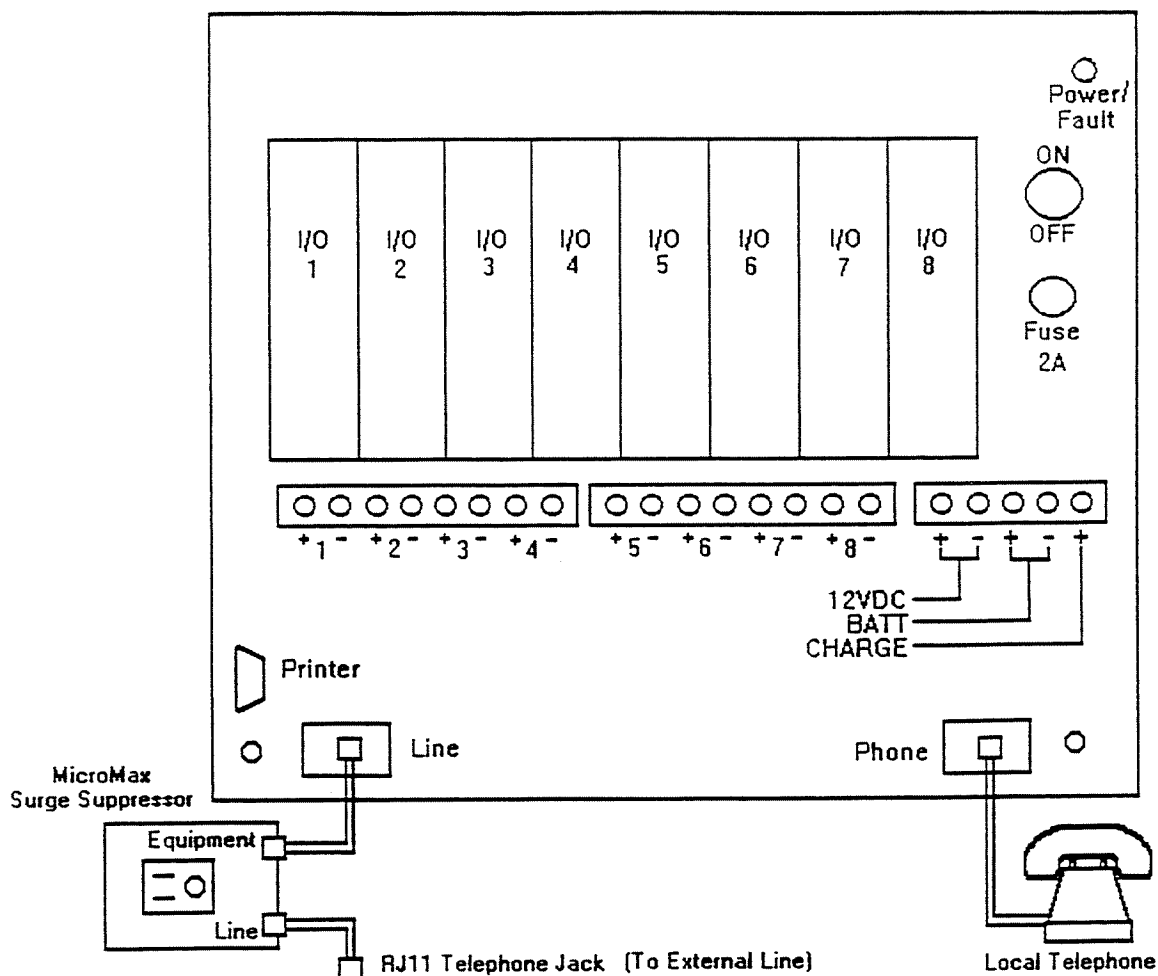 Power/
Fault
ON
OFF
Fuse
2A
I/O
1
I/O
2
I/O
3
I/O
4
I/O
5
I/O
6
I/O
7
I/O
8
+ 1 - + 2 - + 3 - + 4 -
+ 5 - + 6 - + 7 - + 8 -
+ - + - +
12VDC
BATT
CHARGE
Printer
Line
Phone
MicroMax
Surge Suppressor
Equipment
Line
RJ11 Telephone Jack (To External Line)
Local Telephone